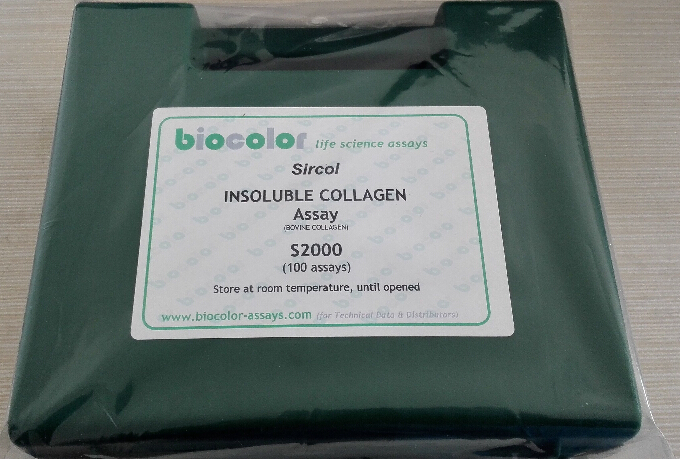 biocolor life science assays
Sircol
INSOLUBLE COLLAGEN
Assay
(BOVINE COLLAGEN)
S2000
(100 assays)
Store at room temperature, until opened
www.biocolor-assays.com (for Technical Data & Distributors)